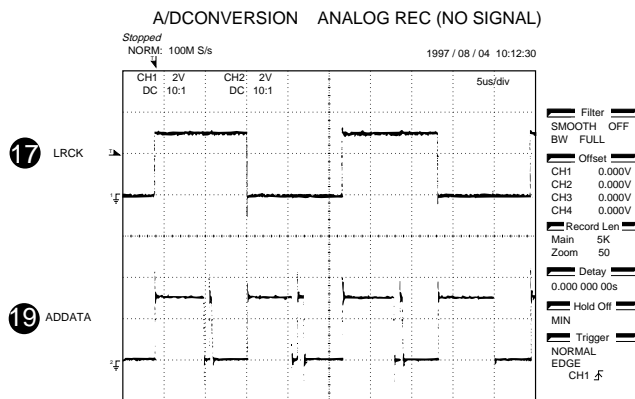 A/DCONVERSION ANALOG REC (NO SIGNAL)
Stopped
NORM: 100M S/s
1997 / 08 / 04 10:12:30
CH1 2V
DC 10:1
CH2 2V
DC 10:1
5us/div
17 LRCK
19 ADDATA
Filter
SMOOTH OFF
BW FULL
Offset
CH1 0.000V
CH2 0.000V
CH3 0.000V
CH4 0.000V
Record Len
Main 5K
Zoom 50
Detay
0.000 000 00s
Hold Off
MIN
Trigger
NORMAL
EDGE
CH1